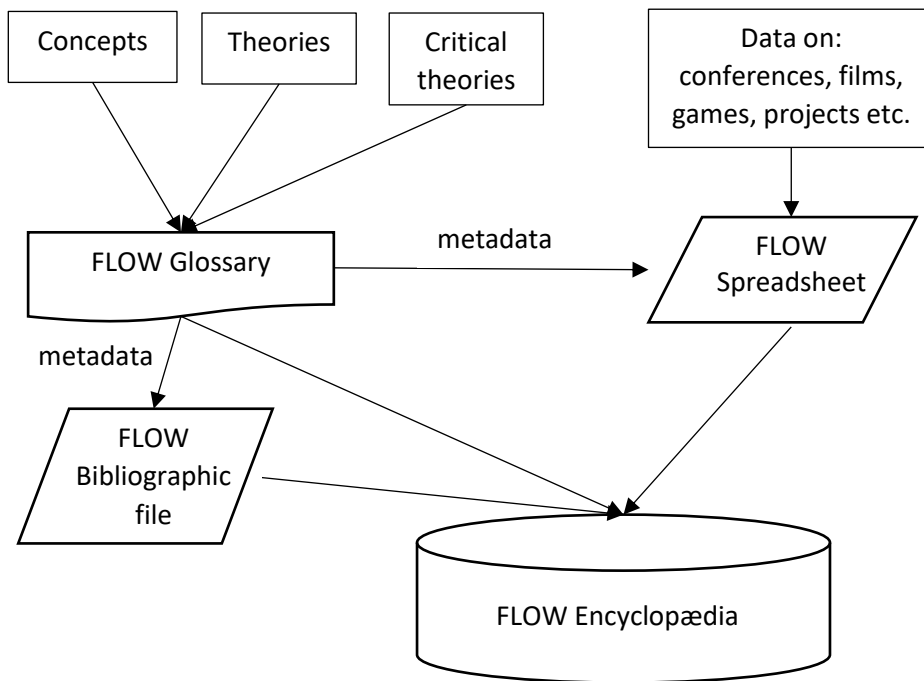 Concepts
Theories
Critical
theories
Data on:
conferences, films,
games, projects etc.
FLOW Glossary
metadata
FLOW
Spreadsheet
metadata
FLOW
Bibliographic
file
FLOW Encyclopædia